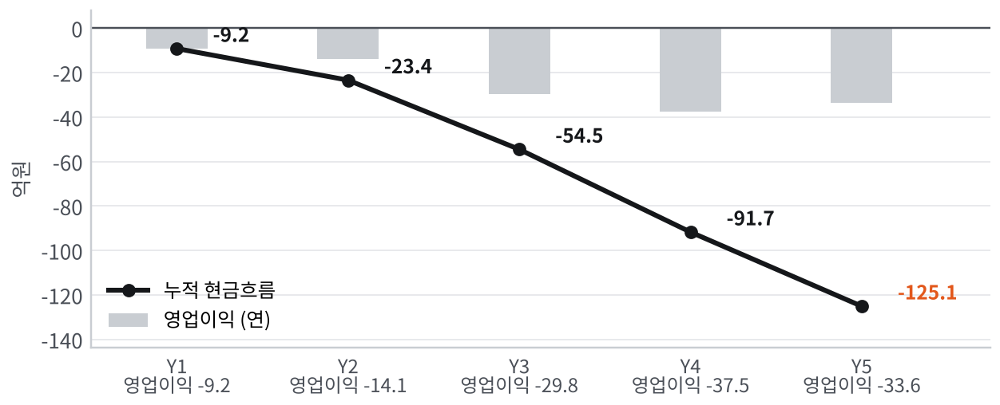 0
-20
-40
-60
-80
-100
-120
-140
억원
-9.2
-23.4
-54.5
-91.7
-125.1
누적 현금흐름
영업이익 (연)
Y1
영업이익 -9.2
Y2
영업이익 -14.1
Y3
영업이익 -29.8
Y4
영업이익 -37.5
Y5
영업이익 -33.6